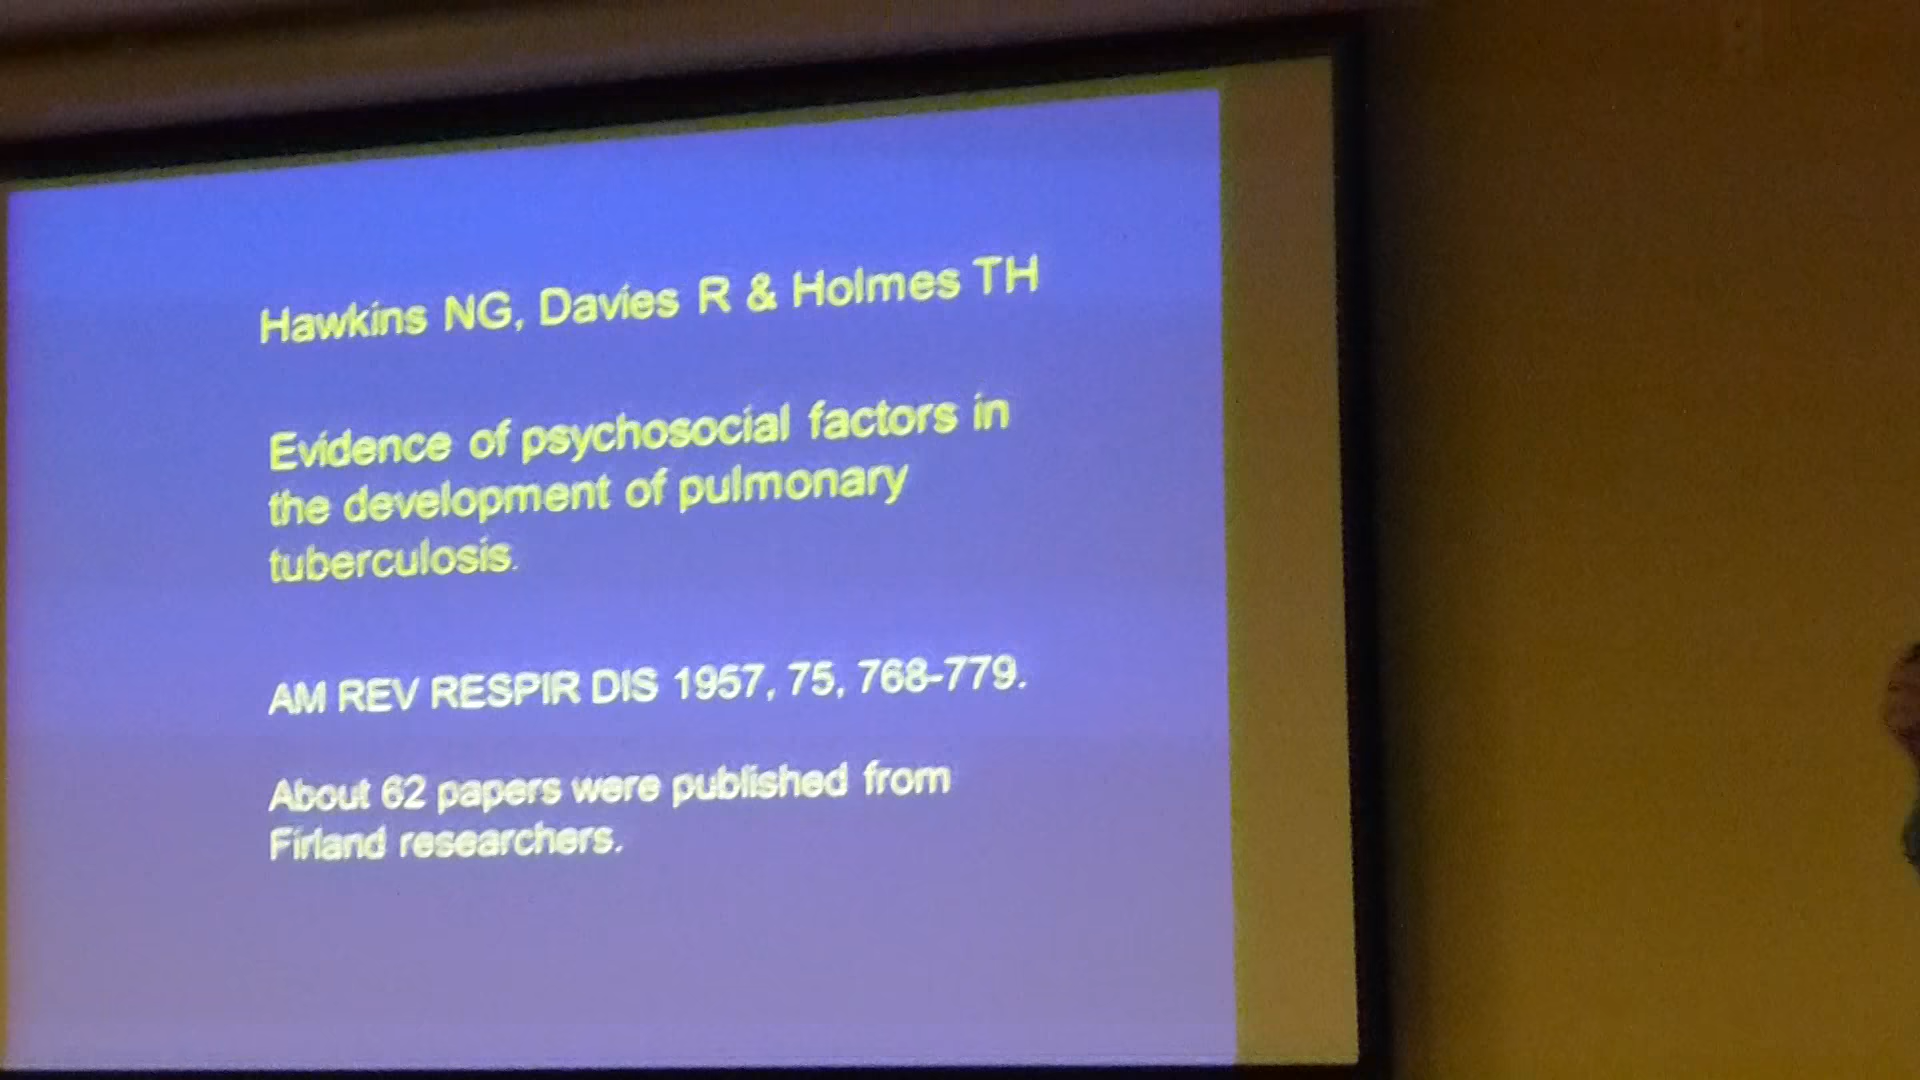 Hawkins NG, Davies R & Holmes TH
Evidence of psychosocial factors in
the development of pulmonary
tuberculosis.
AM REV RESPIR DIS 1957, 75, 768-779.
About 62 papers were published from
Firland researchers.